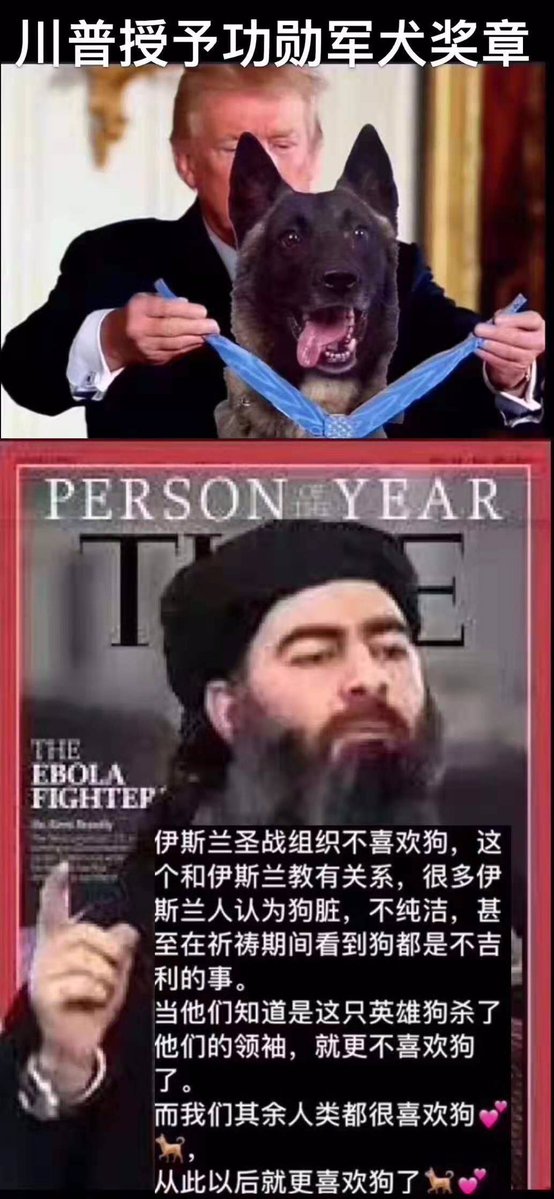 川普授予功勋军犬奖章
PERSON OF THE YEAR
THE
EBOLA
FIGHTER
伊斯兰圣战组织不喜欢狗，这
个和伊斯兰教有关系，很多伊
斯兰人认为狗脏，不纯洁，甚
至在祈祷期间看到狗都是不吉
利的事。
当他们知道是这只英雄狗杀了
他们的领袖，就更不喜欢狗
了。
而我们其余人类都很喜欢狗💕
🐕，
从此以后就更喜欢狗了🐕💕